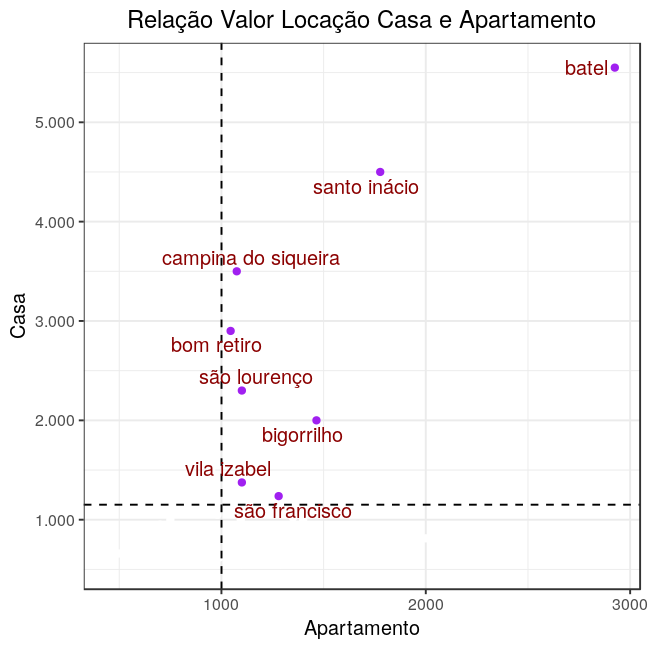 Relação Valor Locação Casa e Apartamento
batel
5.000
santo inácio
4.000
campina do siqueira
3.000
bom retiro
são lourenço
2.000
bigorrilho
vila izabel
são francisco
1.000
Casa
1000 2000 3000
Apartamento